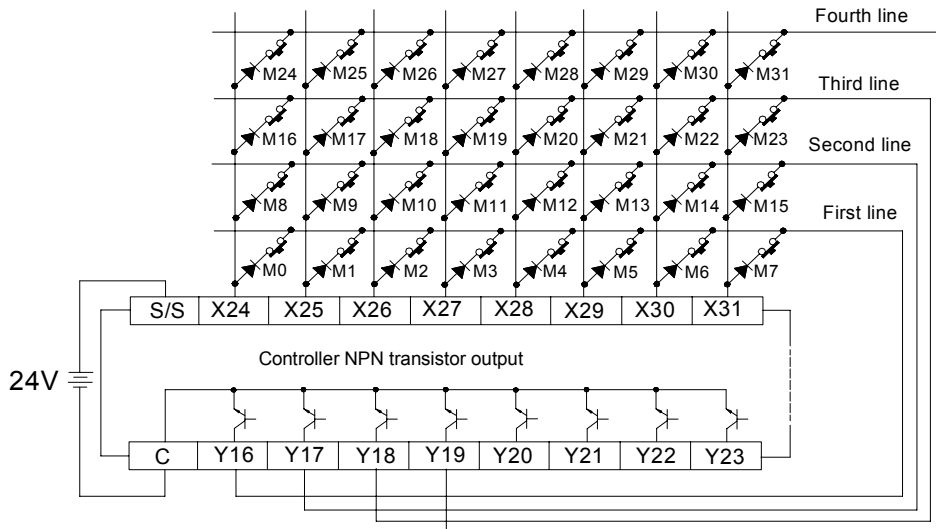 Fourth line
M24 M25 M26 M27 M28 M29 M30 M31
Third line
M16 M17 M18 M19 M20 M21 M22 M23
Second line
M8 M9 M10 M11 M12 M13 M14 M15
First line
M0 M1 M2 M3 M4 M5 M6 M7
S/S X24 X25 X26 X27 X28 X29 X30 X31
Controller NPN transistor output
24V
C Y16 Y17 Y18 Y19 Y20 Y21 Y22 Y23